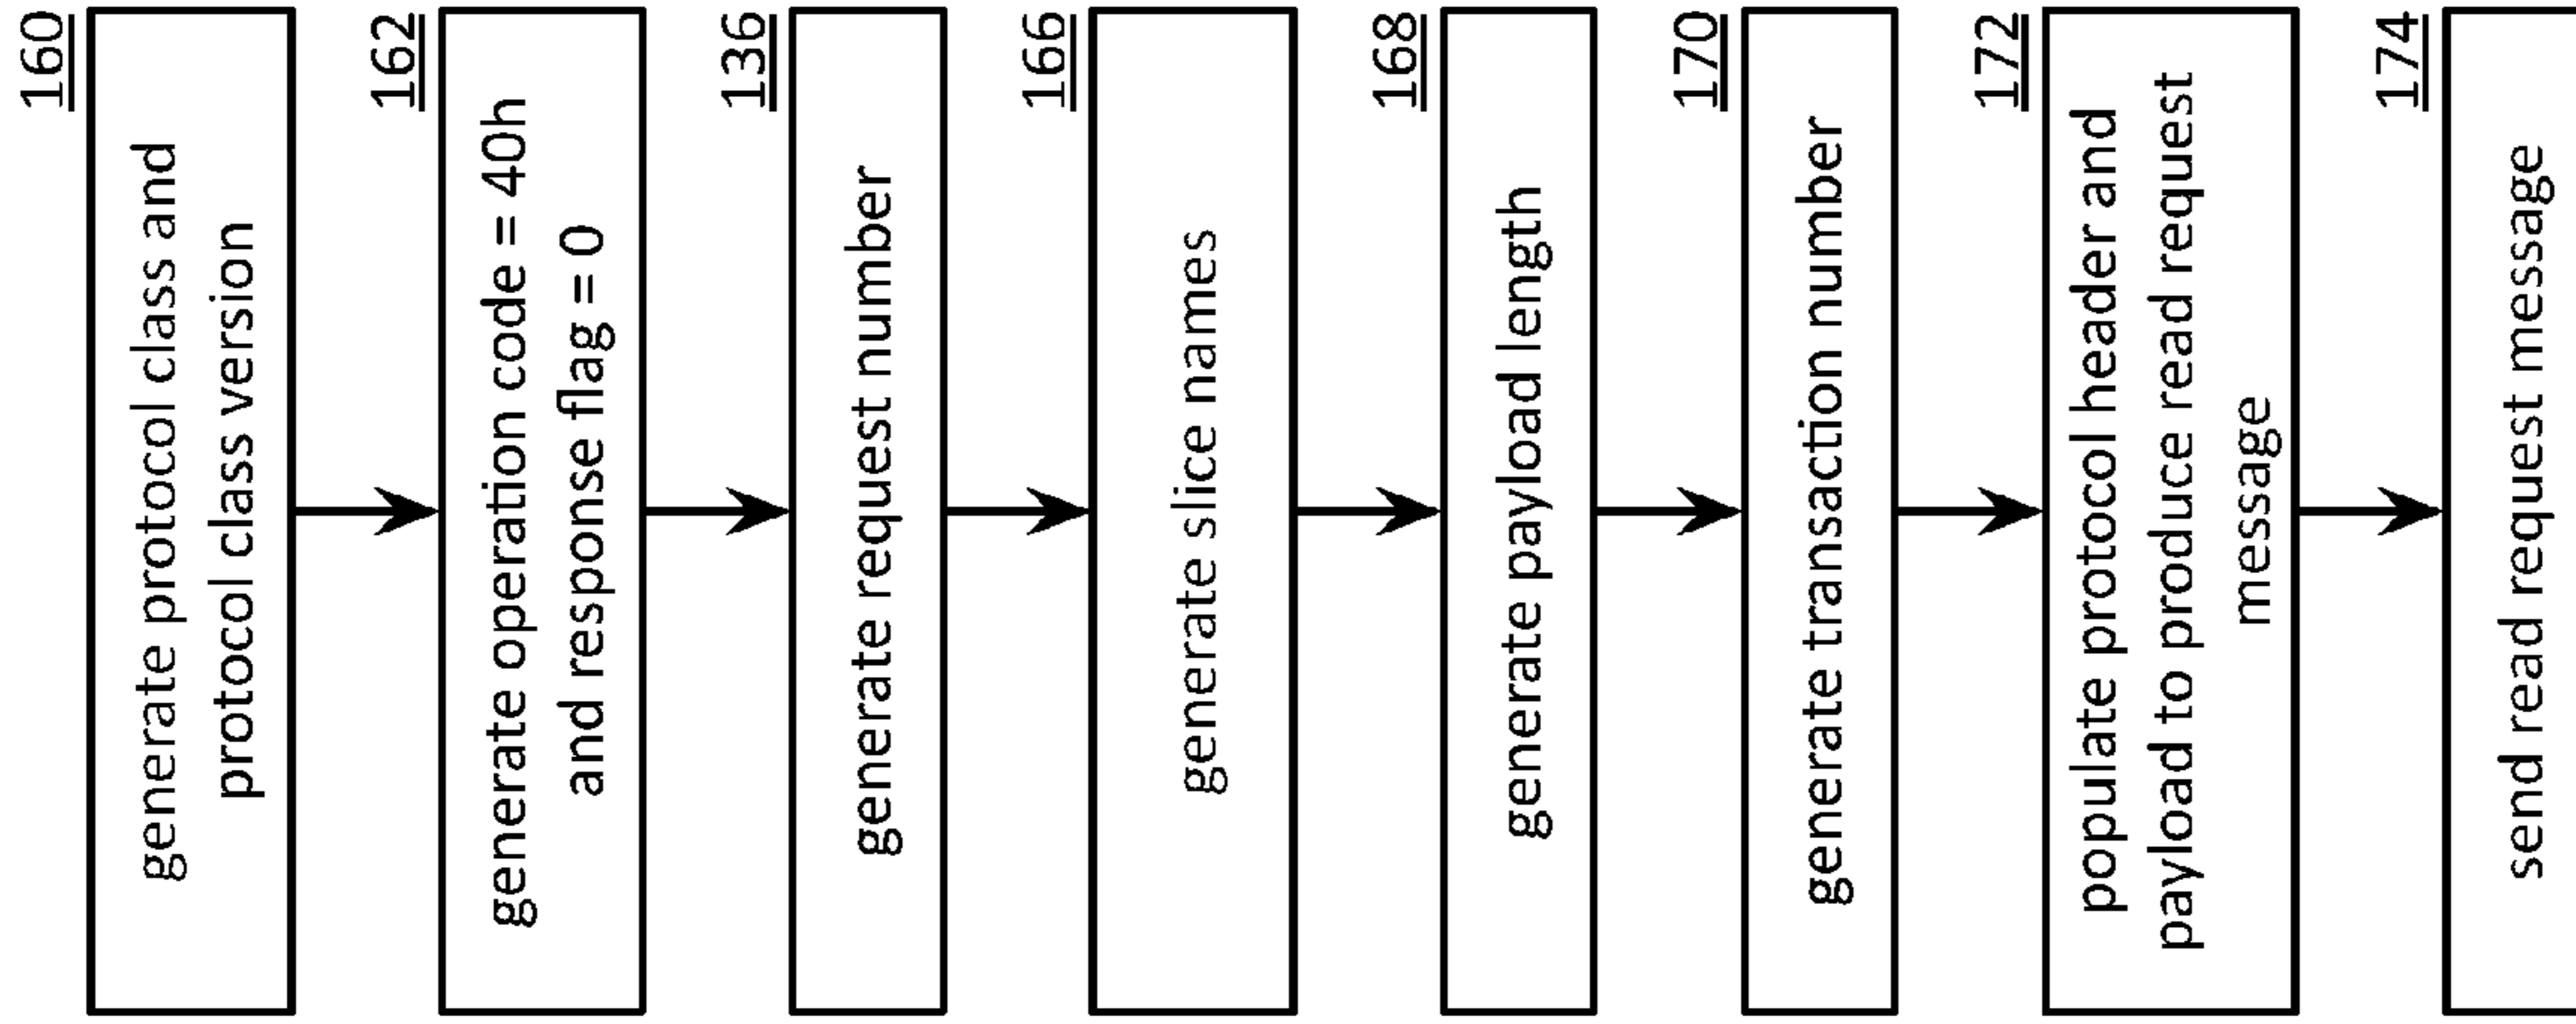 160
generate protocol class and
protocol class version
162
generate operation code = 40h
and response flag = 0
136
generate request number
166
generate slice names
168
generate payload length
170
generate transaction number
172
populate protocol header and
payload to produce read request
message
174
send read request message